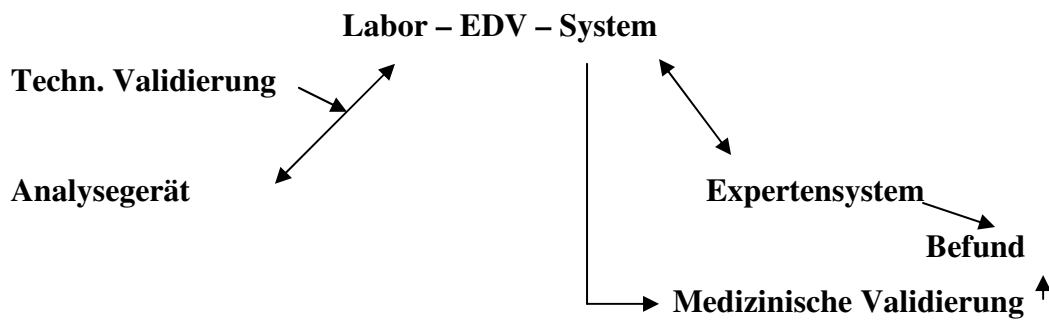 Labor – EDV – System
Techn. Validierung
Analysegerät
Expertensystem
Befund
Medizinische Validierung